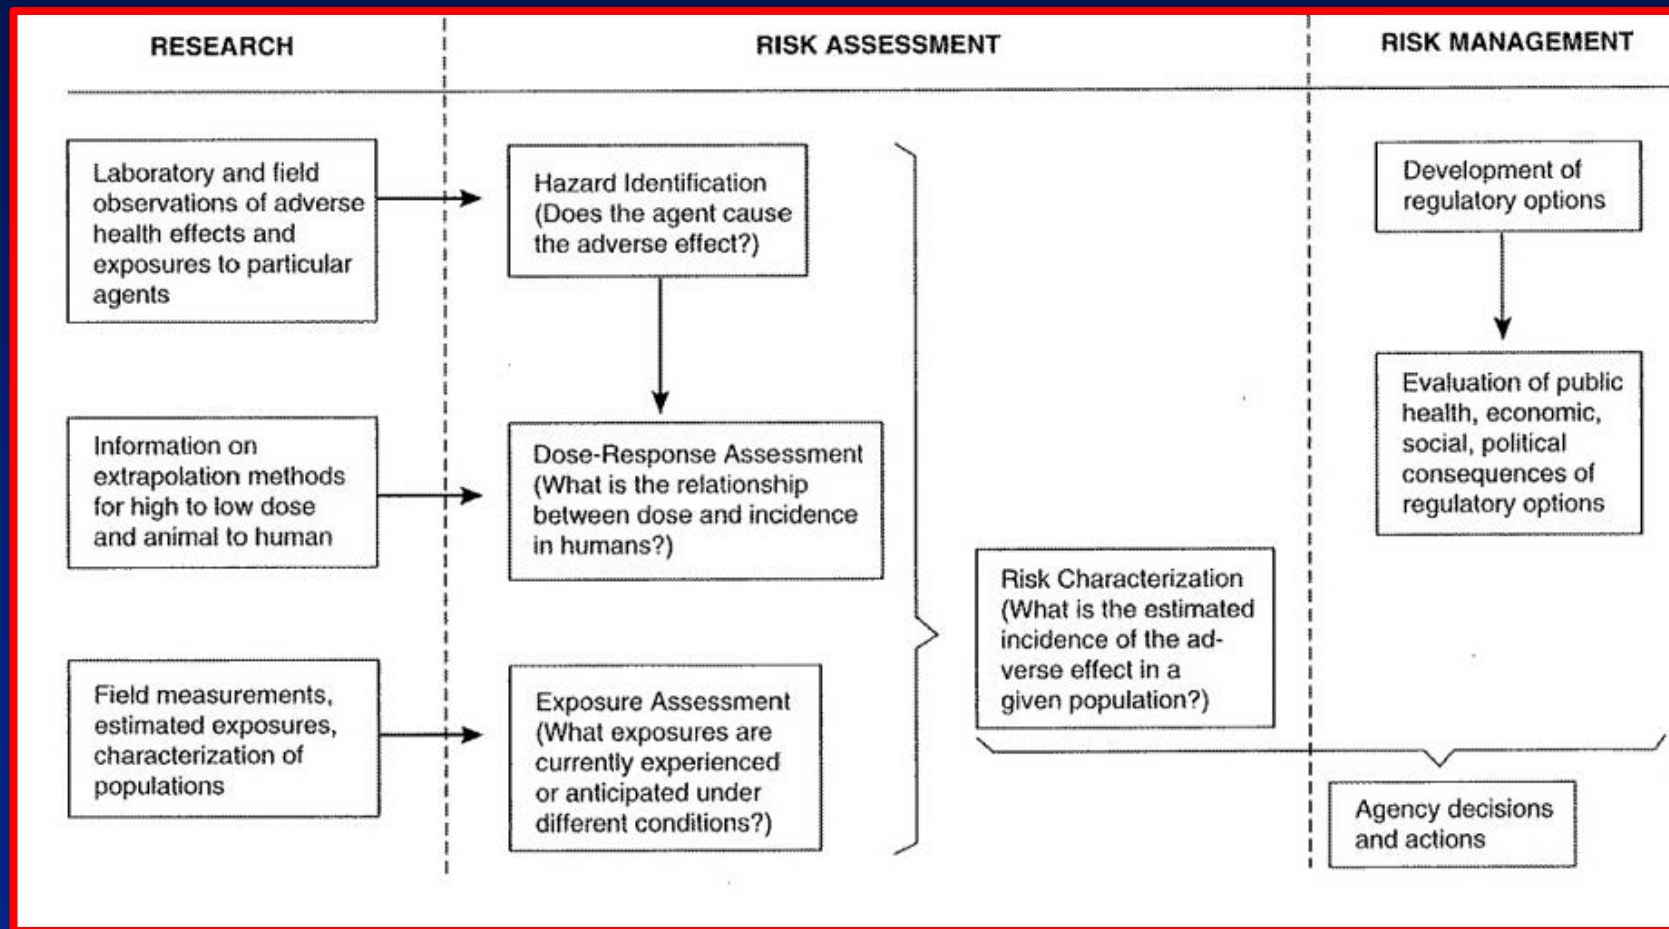 RESEARCH
RISK ASSESSMENT
RISK MANAGEMENT
Laboratory and field
observations of adverse
health effects and
exposures to particular
agents
Hazard Identification
(Does the agent cause
the adverse effect?)
Development of
regulatory options
Information on
extrapolation methods
for high to low dose
and animal to human
Dose-Response Assessment
(What is the relationship
between dose and incidence
in humans?)
Evaluation of public
health, economic,
social, political
consequences of
regulatory options
Field measurements,
estimated exposures,
characterization of
populations
Exposure Assessment
(What exposures are
currently experienced
or anticipated under
different conditions?)
Risk Characterization
(What is the estimated
incidence of the ad-
verse effect in a
given population?)
Agency decisions
and actions